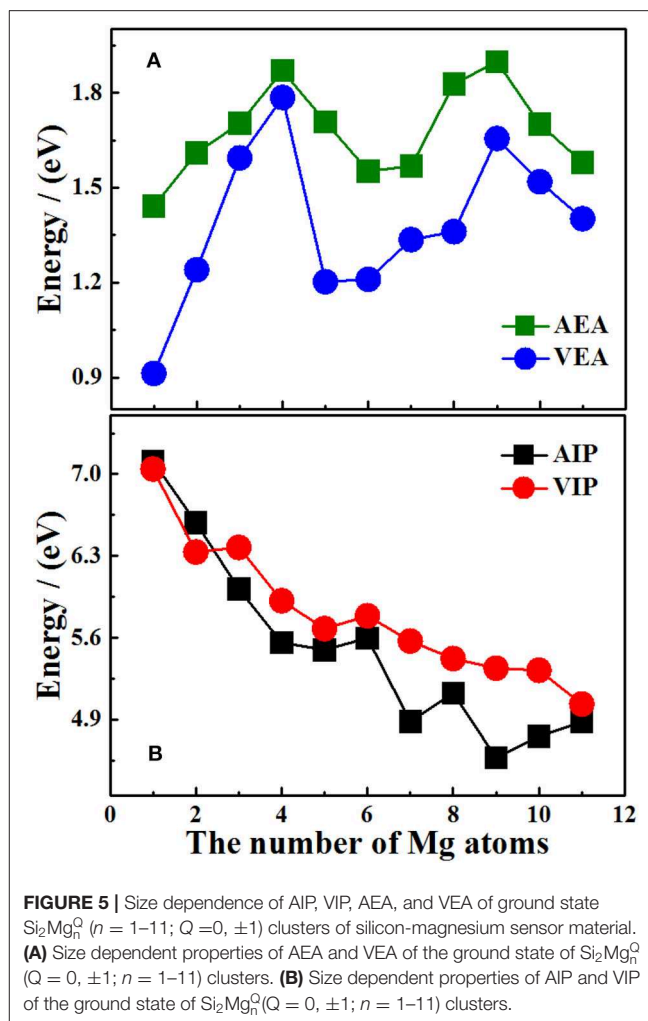 A
1.8
1.5
1.2
0.9
Energy / (eV)
AEA
VEA
7.0
6.3
5.6
4.9
Energy / (eV)
AIP
VIP
B
0 2 4 6 8 10 12
The number of Mg atoms
FIGURE 5 | Size dependence of AIP, VIP, AEA, and VEA of ground state
Si₂Mgₙ^Q (n = 1–11; Q =0, ±1) clusters of silicon-magnesium sensor material.
(A) Size dependent properties of AEA and VEA of the ground state of Si₂Mgₙ^Q
(Q = 0, ±1; n = 1–11) clusters. (B) Size dependent properties of AIP and VIP
of the ground state of Si₂Mgₙ^Q(Q = 0, ±1; n = 1–11) clusters.